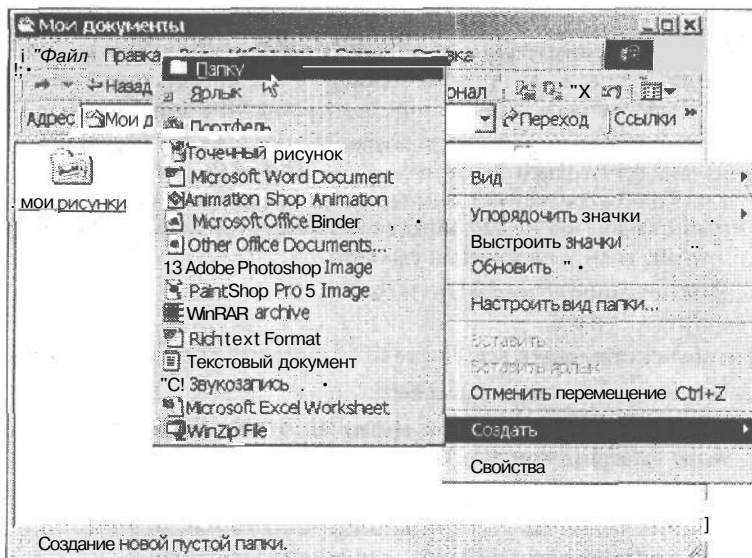 Мои документы
"Файл Правка
Папку
Назад
Ярлык
онал "X
Адрес Мои д
Портфель
Переход Ссылки »
Точечный рисунок
Microsoft Word Document
Animation Shop Animation
Microsoft Office Binder
Other Office Documents...
13 Adobe Photoshop Image
PaintShop Pro 5 Image
WinRAR archive
Rich text Format
Текстовый документ
"С! Звукозапись
Microsoft Excel Worksheet
WinZip File
мои рисунки
Вид
Упорядочить значки
Выстроить значки
Обновить " •
Настроить вид папки...
Вставить
Вставить ярлык
Отменить перемещение Ctrl+Z
Создать
Свойства
Создание новой пустой папки.